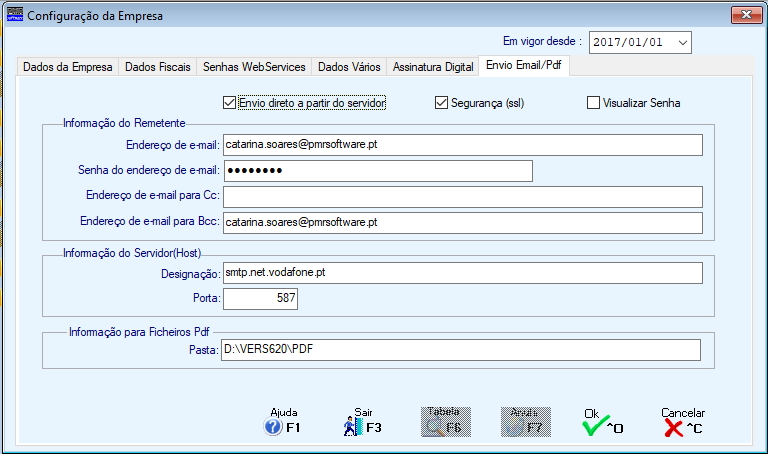 Configuração da Empresa
Em vigor desde : 2017/01/01
Dados da Empresa Dados Fiscais Senhas WebServices Dados Vários Assinatura Digital Envio Email/Pdf
Envio direto a partir do servidor Segurança (ssl) Visualizar Senha
Informação do Remetente
Endereço de e-mail: catarina.soares@pmrsoftware.pt
Senha do endereço de e-mail: ●●●●●●●●
Endereço de e-mail para Cc:
Endereço de e-mail para Bcc: catarina.soares@pmrsoftware.pt
Informação do Servidor(Host)
Designação: smtp.net.vodafone.pt
Porta: 587
Informação para Ficheiros Pdf
Pasta: D:\VERS620\PDF
Ajuda Sair Tabela Anula Ok Cancelar
F1 F3 F6 F7 ^O ^C